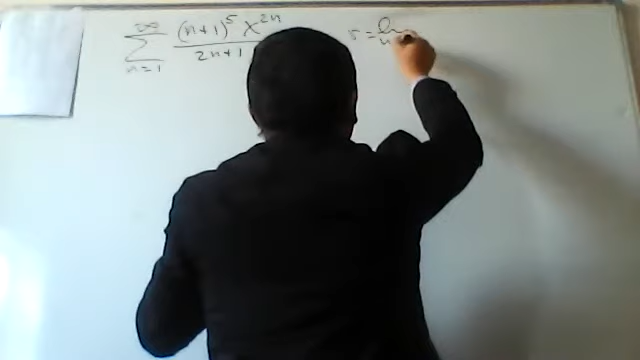 ∞
∑ (n+1)^5 x^{2n} / 2n+1
n=1
r = lim
n